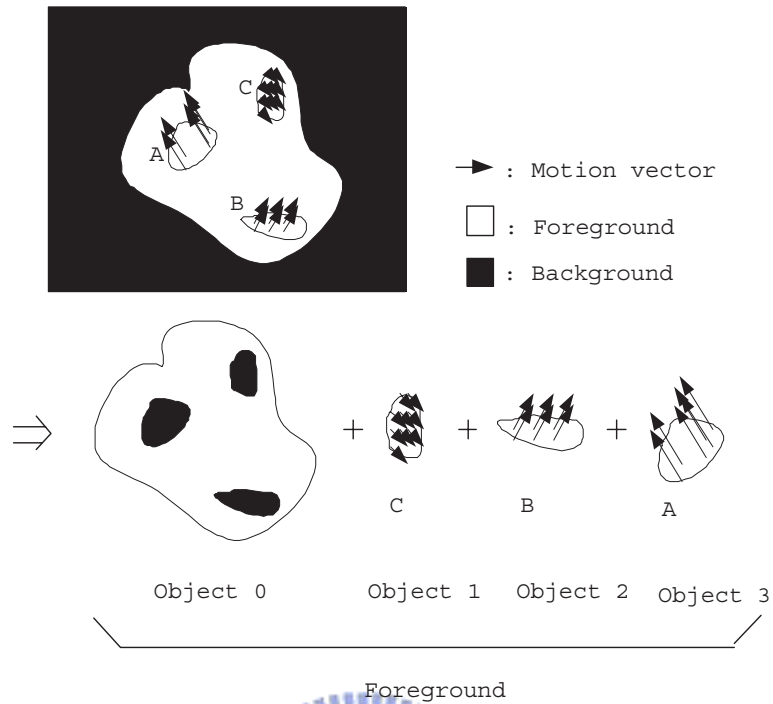 C
A
B
: Motion vector
: Foreground
: Background
+ + +
C B A
Object 0 Object 1 Object 2 Object 3
Foreground